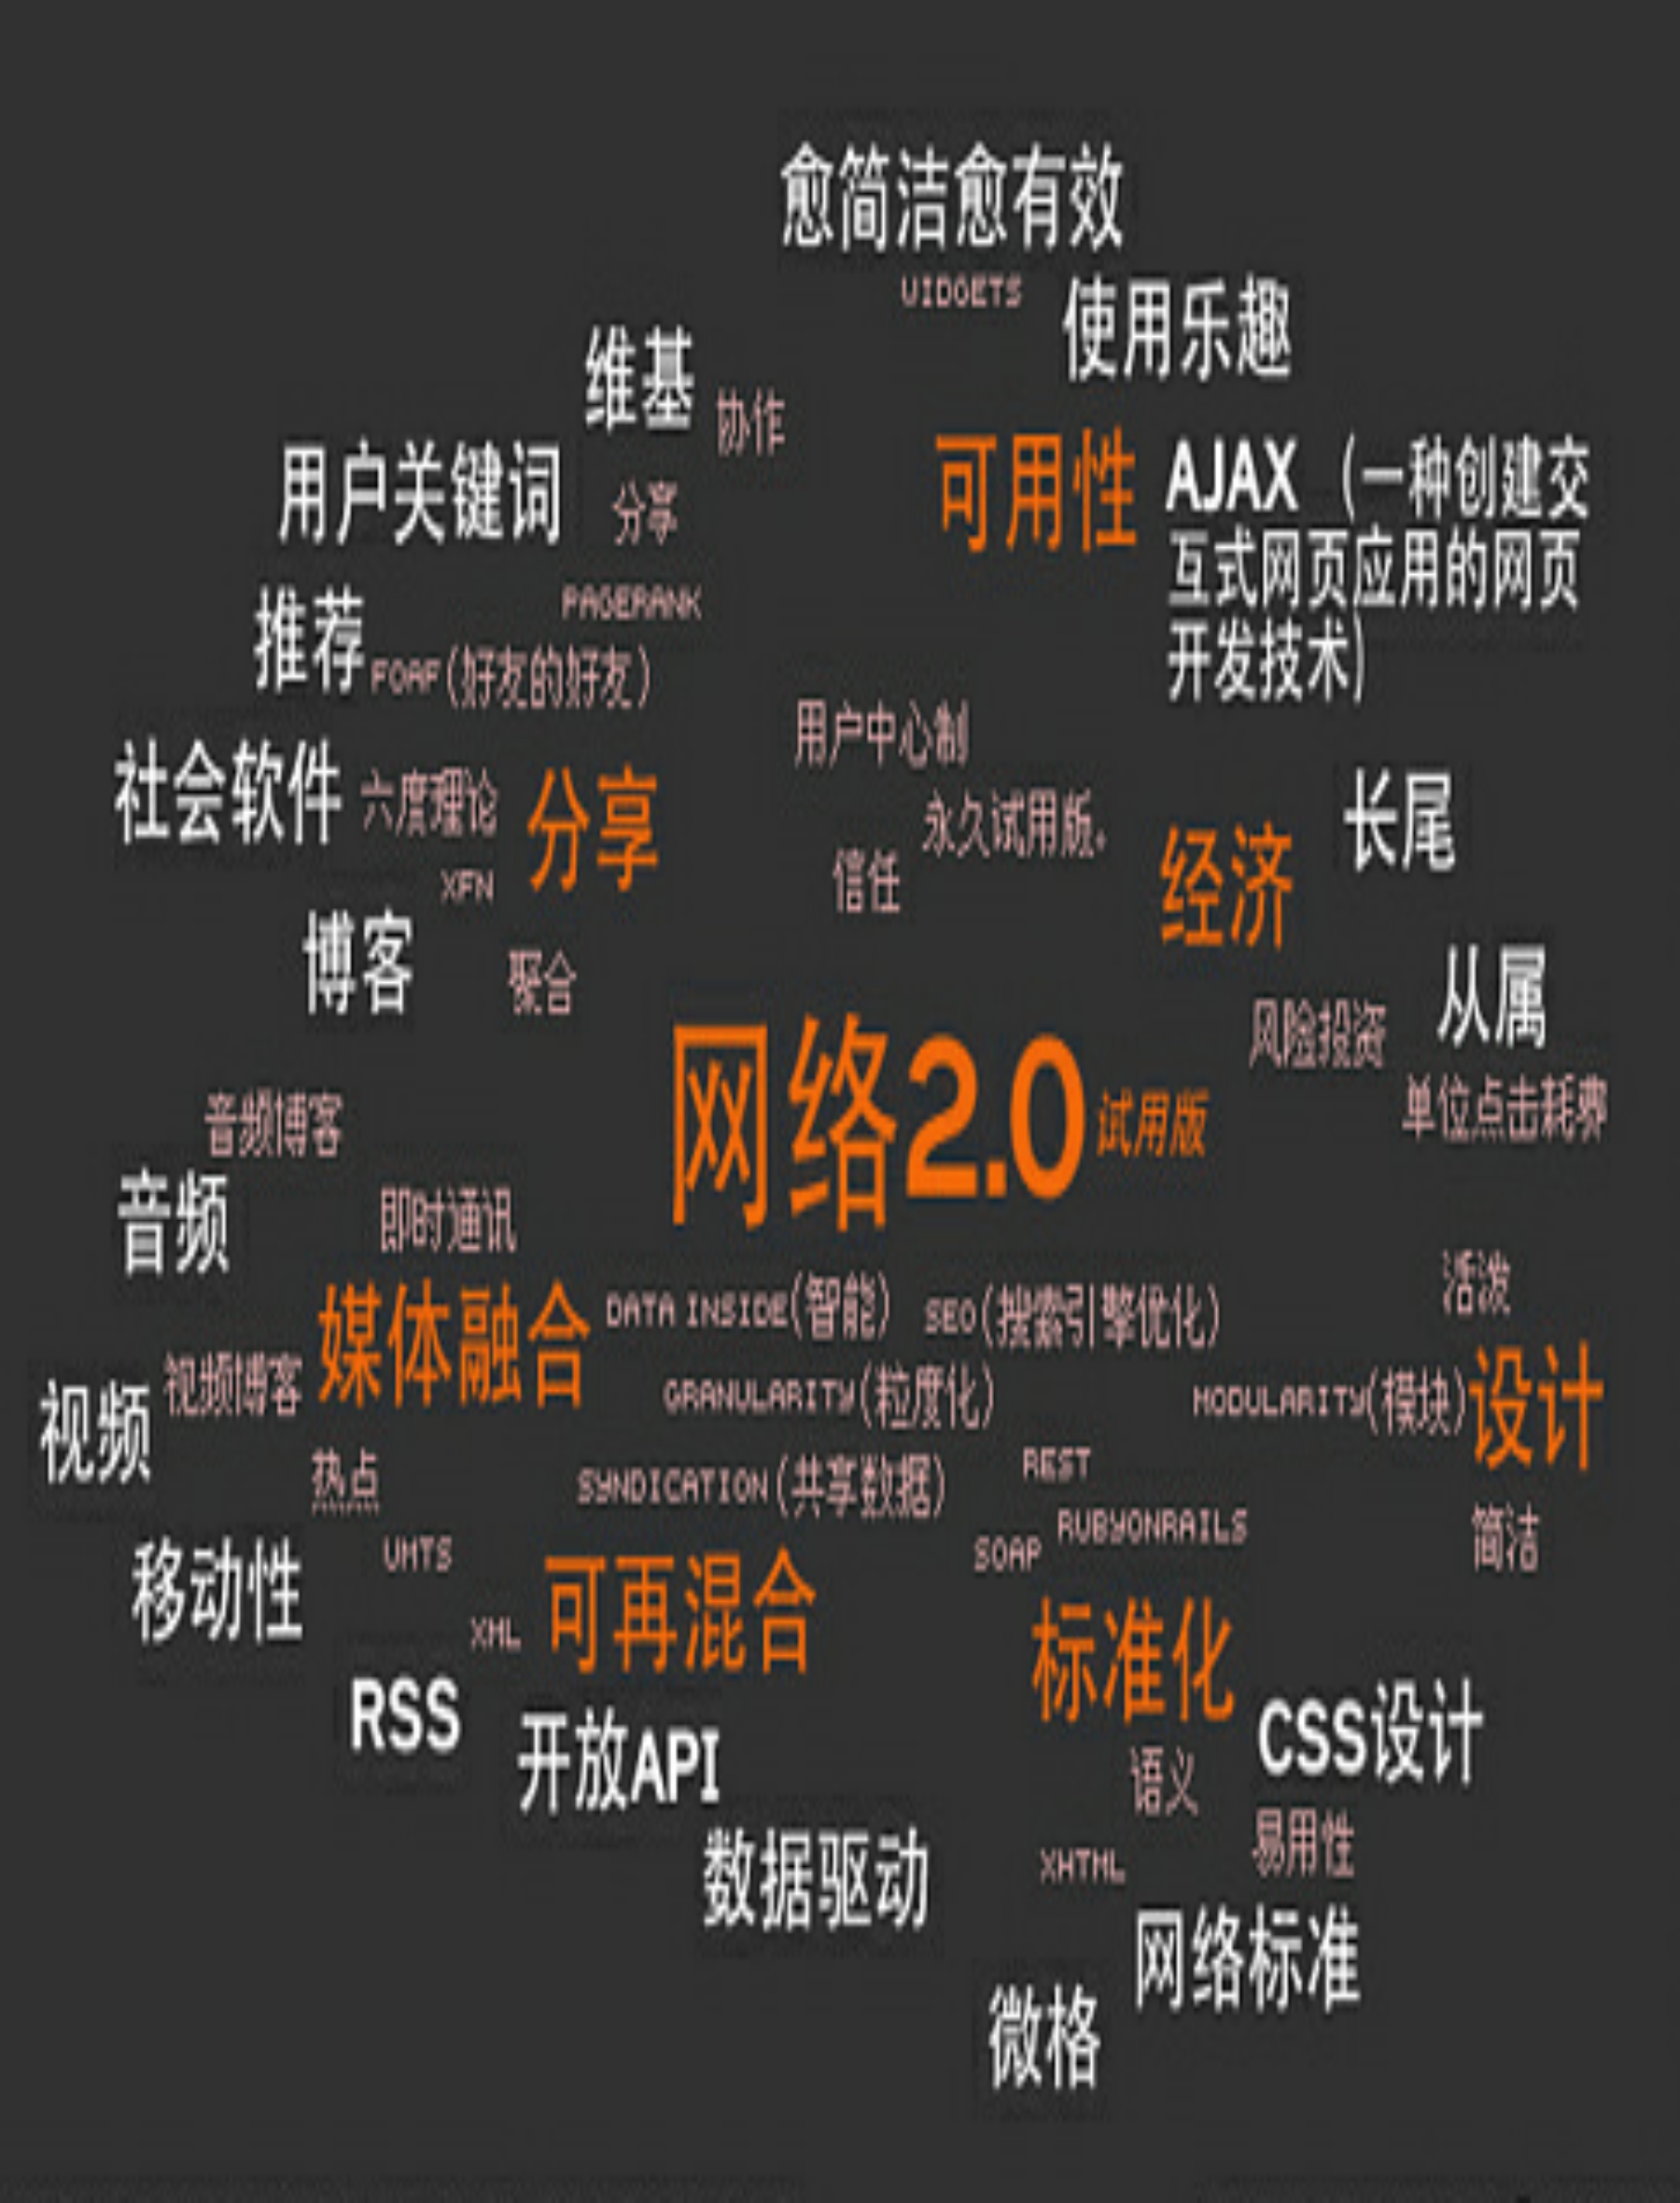 愈简洁愈有效
WIDGETS
使用乐趣
维基
协作
可用性
AJAX （一种创建交
互式网页应用的网页
开发技术)
用户关键词
分享
PAGERANK
推荐
FOAF(好友的好友)
用户中心制
社会软件
六度理论
分享
永久试用版。
长尾
信任
经济
XFN
博客
聚合
从属
风险投资
网络2.0
试用版
单位点击耗费
音频博客
音频
即时通讯
活泼
媒体融合
DATA INSIDE(智能)
SEO(搜索引擎优化)
视频博客
GRANULARITY(粒度化)
MODULARITY(模块)
设计
视频
热点
SYNDICATION(共享数据)
REST
RUBYONRAILS
简洁
移动性
UMTS
SOAP
XML
可再混合
标准化
RSS
开放API
CSS设计
语义
易用性
数据驱动
XHTML
网络标准
微格